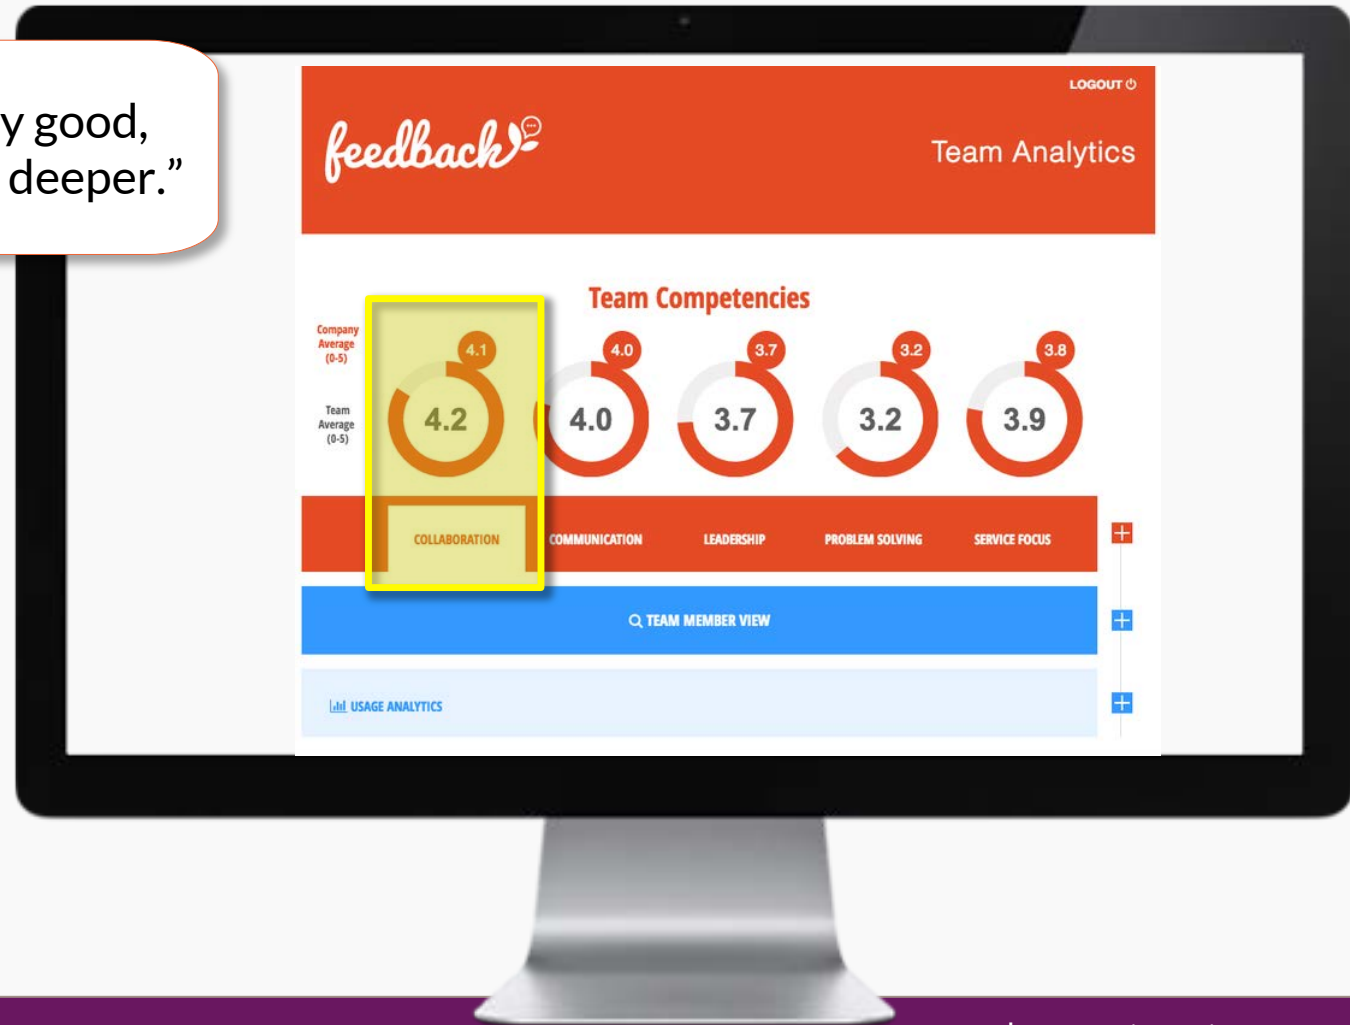 y good,
deeper.”
LOGOUT
feedback
Team Analytics
Team Competencies
Company
Average
(0-5)
4.1
4.0
3.7
3.2
3.8
Team
Average
(0-5)
4.2
4.0
3.7
3.2
3.9
COLLABORATION
COMMUNICATION
LEADERSHIP
PROBLEM SOLVING
SERVICE FOCUS
TEAM MEMBER VIEW
USAGE ANALYTICS